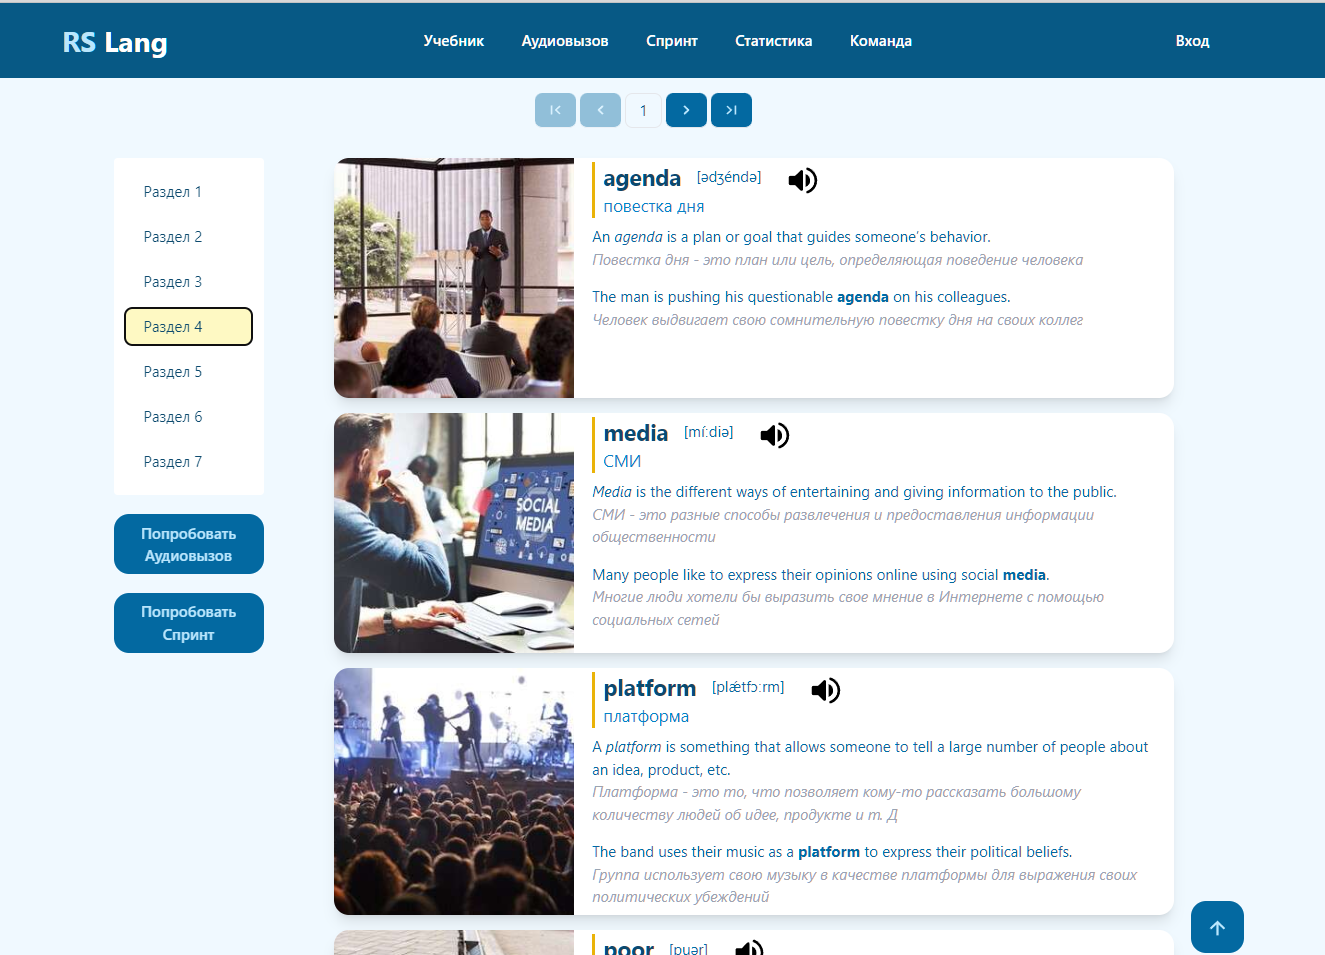 RS Lang
Учебник Аудиовызов Спринт Статистика Команда Вход
1
Раздел 1
Раздел 2
Раздел 3
Раздел 4
Раздел 5
Раздел 6
Раздел 7
Попробовать
Аудиовызов
Попробовать
Спринт
agenda [ədʒéndə]
повестка дня
An agenda is a plan or goal that guides someone's behavior.
Повестка дня - это план или цель, определяющая поведение человека
The man is pushing his questionable agenda on his colleagues.
Человек выдвигает свою сомнительную повестку дня на своих коллег
SOCIAL
MEDIA
media [míːdiə]
СМИ
Media is the different ways of entertaining and giving information to the public.
СМИ - это разные способы развлечения и предоставления информации
общественности
Many people like to express their opinions online using social media.
Многие люди хотели бы выразить свое мнение в Интернете с помощью
социальных сетей
platform [plǽtfɔːrm]
платформа
A platform is something that allows someone to tell a large number of people about
an idea, product, etc.
Платформа - это то, что позволяет кому-то рассказать большому
количеству людей об идее, продукте и т. Д
The band uses their music as a platform to express their political beliefs.
Группа использует свою музыку в качестве платформы для выражения своих
политических убеждений
poor [puər]